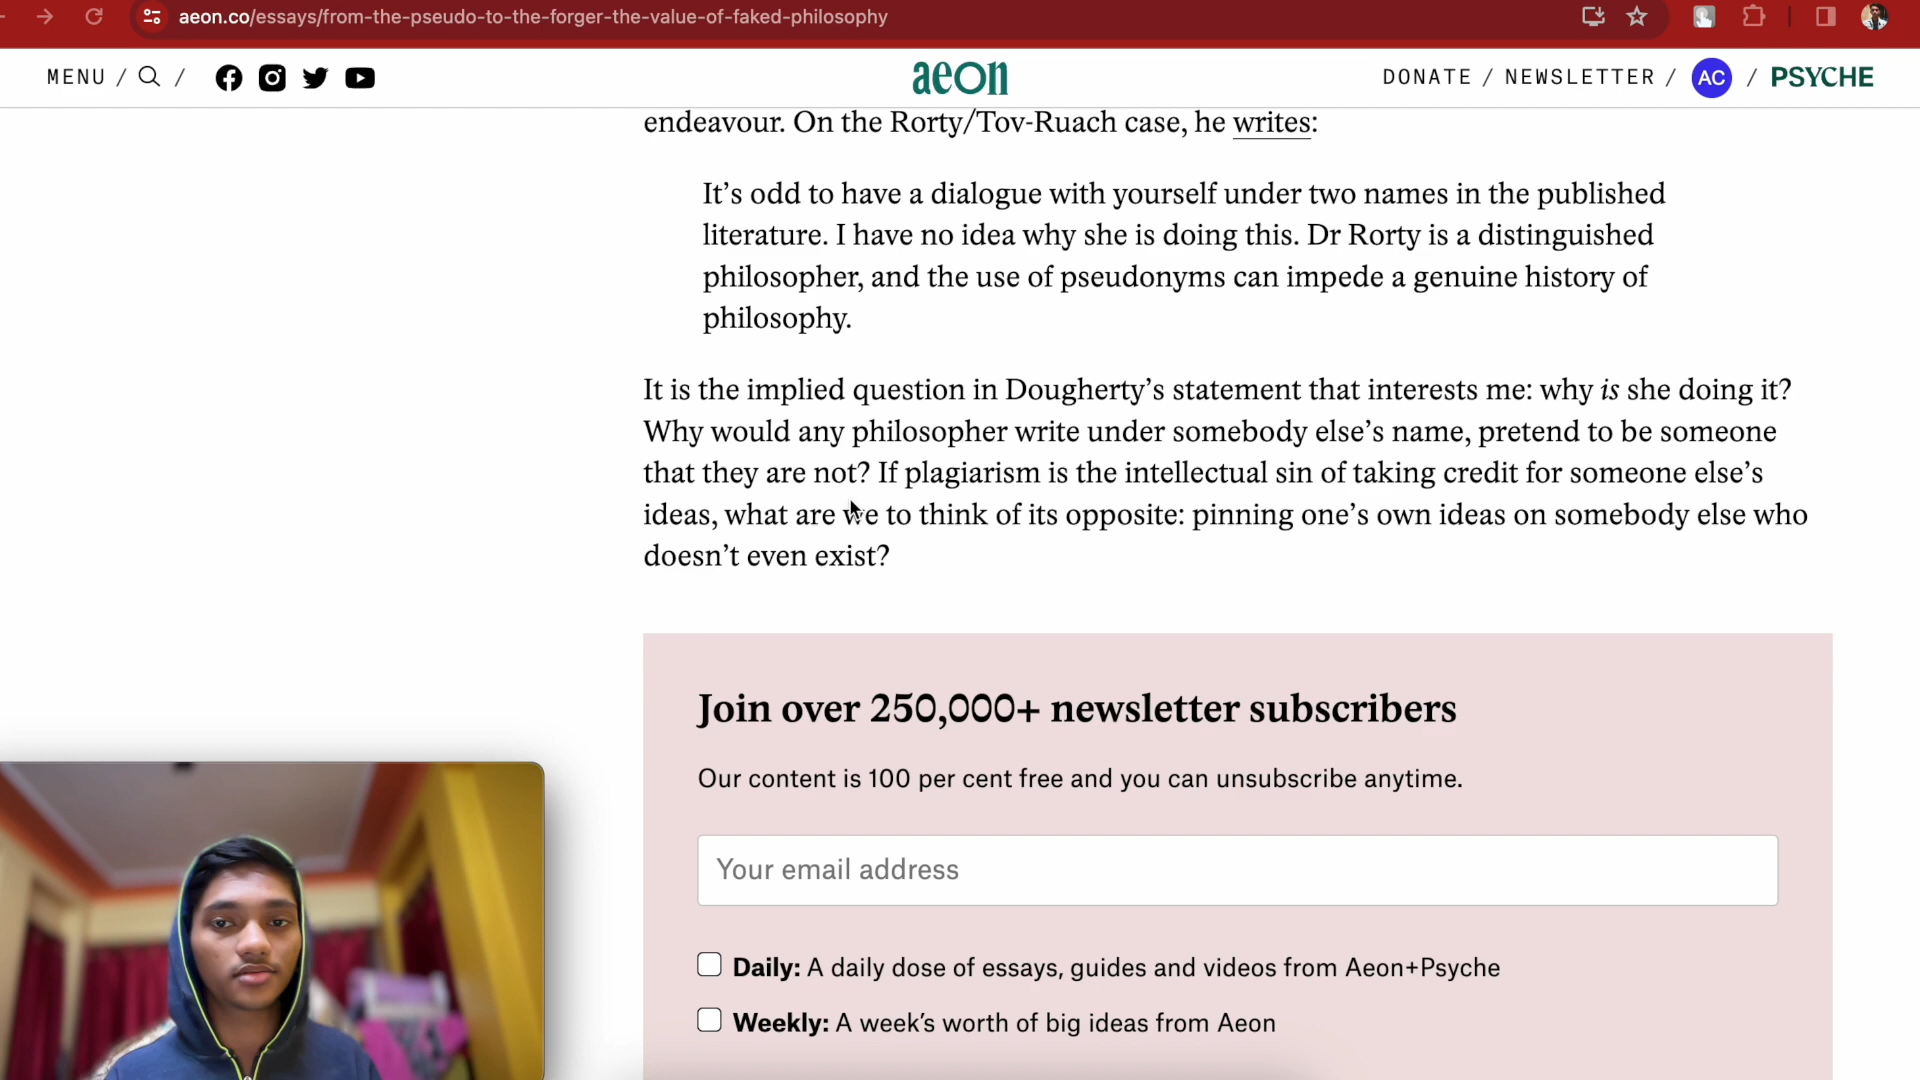 aeon.co/essays/from-the-pseudo-to-the-forger-the-value-of-faked-philosophy
MENU / /
aeon
DONATE / NEWSLETTER / AC / PSYCHE
endeavour. On the Rorty/Tov-Ruach case, he writes:
It’s odd to have a dialogue with yourself under two names in the published
literature. I have no idea why she is doing this. Dr Rorty is a distinguished
philosopher, and the use of pseudonyms can impede a genuine history of
philosophy.
It is the implied question in Dougherty’s statement that interests me: why is she doing it?
Why would any philosopher write under somebody else’s name, pretend to be someone
that they are not? If plagiarism is the intellectual sin of taking credit for someone else’s
ideas, what are we to think of its opposite: pinning one’s own ideas on somebody else who
doesn’t even exist?
Join over 250,000+ newsletter subscribers
Our content is 100 per cent free and you can unsubscribe anytime.
Your email address
Daily: A daily dose of essays, guides and videos from Aeon+Psyche
Weekly: A week’s worth of big ideas from Aeon